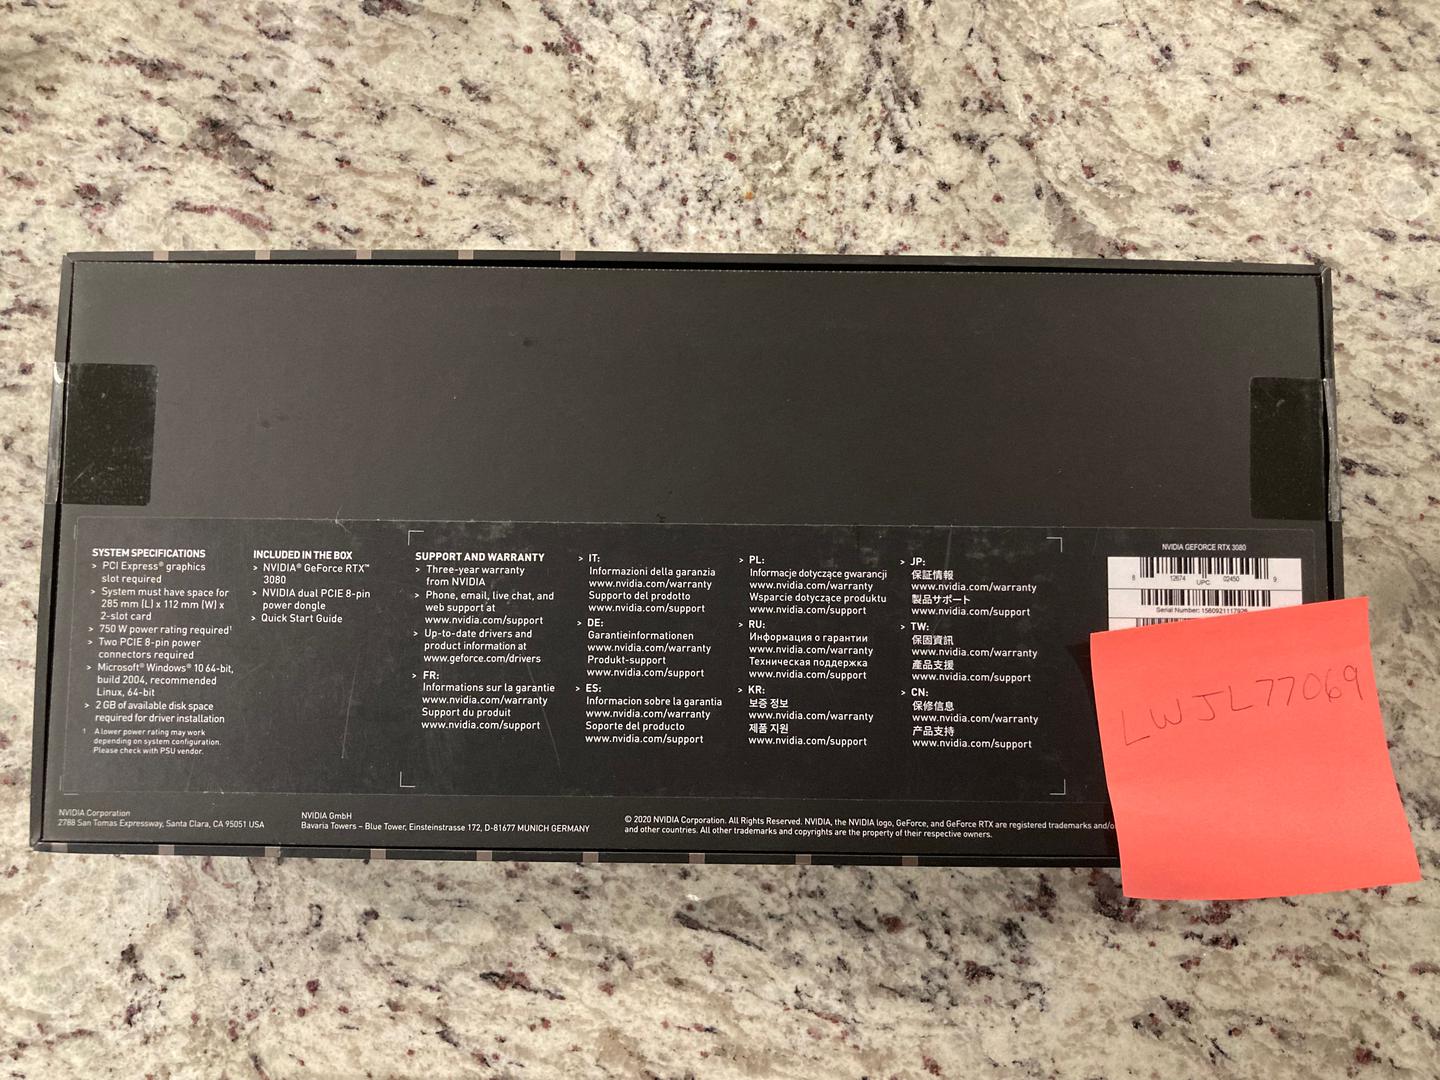 SYSTEM SPECIFICATIONS
> PCI Express® graphics
slot required
> System must have space for
285 mm (L) x 112 mm (W) x
2-slot card
> 750 W power rating required¹
> Two PCIE 8-pin power
connectors required
> Microsoft® Windows® 10 64-bit,
build 2004, recommended
Linux, 64-bit
> 2 GB of available disk space
required for driver installation
¹ A lower power rating may work
depending on system configuration.
Please check with PSU vendor.
INCLUDED IN THE BOX
> NVIDIA® GeForce RTX™
3080
> NVIDIA dual PCIE 8-pin
power dongle
> Quick Start Guide
SUPPORT AND WARRANTY
> Three-year warranty
from NVIDIA
> Phone, email, live chat, and
web support at
www.nvidia.com/support
> Up-to-date drivers and
product information at
www.geforce.com/drivers
> FR:
Informations sur la garantie
www.nvidia.com/warranty
Support du produit
www.nvidia.com/support
> IT:
Informazioni della garanzia
www.nvidia.com/warranty
Supporto del prodotto
www.nvidia.com/support
> DE:
Garantieinformationen
www.nvidia.com/warranty
Produkt-support
www.nvidia.com/support
> ES:
Informacion sobre la garantia
www.nvidia.com/warranty
Soporte del producto
www.nvidia.com/support
> PL:
Informacje dotyczące gwarancji
www.nvidia.com/warranty
Wsparcie dotyczące produktu
www.nvidia.com/support
> RU:
Информация о гарантии
www.nvidia.com/warranty
Техническая поддержка
www.nvidia.com/support
> KR:
보증 정보
www.nvidia.com/warranty
제품 지원
www.nvidia.com/support
> JP:
保証情報
www.nvidia.com/warranty
製品サポート
www.nvidia.com/support
> TW:
保固資訊
www.nvidia.com/warranty
產品支援
www.nvidia.com/support
> CN:
保修信息
www.nvidia.com/warranty
产品支持
www.nvidia.com/support
NVIDIA GEFORCE RTX 3080
8 12674 02450 9
UPC
Serial Number:
LWJL77069
NVIDIA Corporation
2788 San Tomas Expressway, Santa Clara, CA 95051 USA
NVIDIA GmbH
Bavaria Towers – Blue Tower, Einsteinstrasse 172, D-81677 MUNICH GERMANY
© 2020 NVIDIA Corporation. All Rights Reserved. NVIDIA, the NVIDIA logo, GeForce, and GeForce RTX are registered trademarks and/o
and other countries. All other trademarks and copyrights are the property of their respective owners.